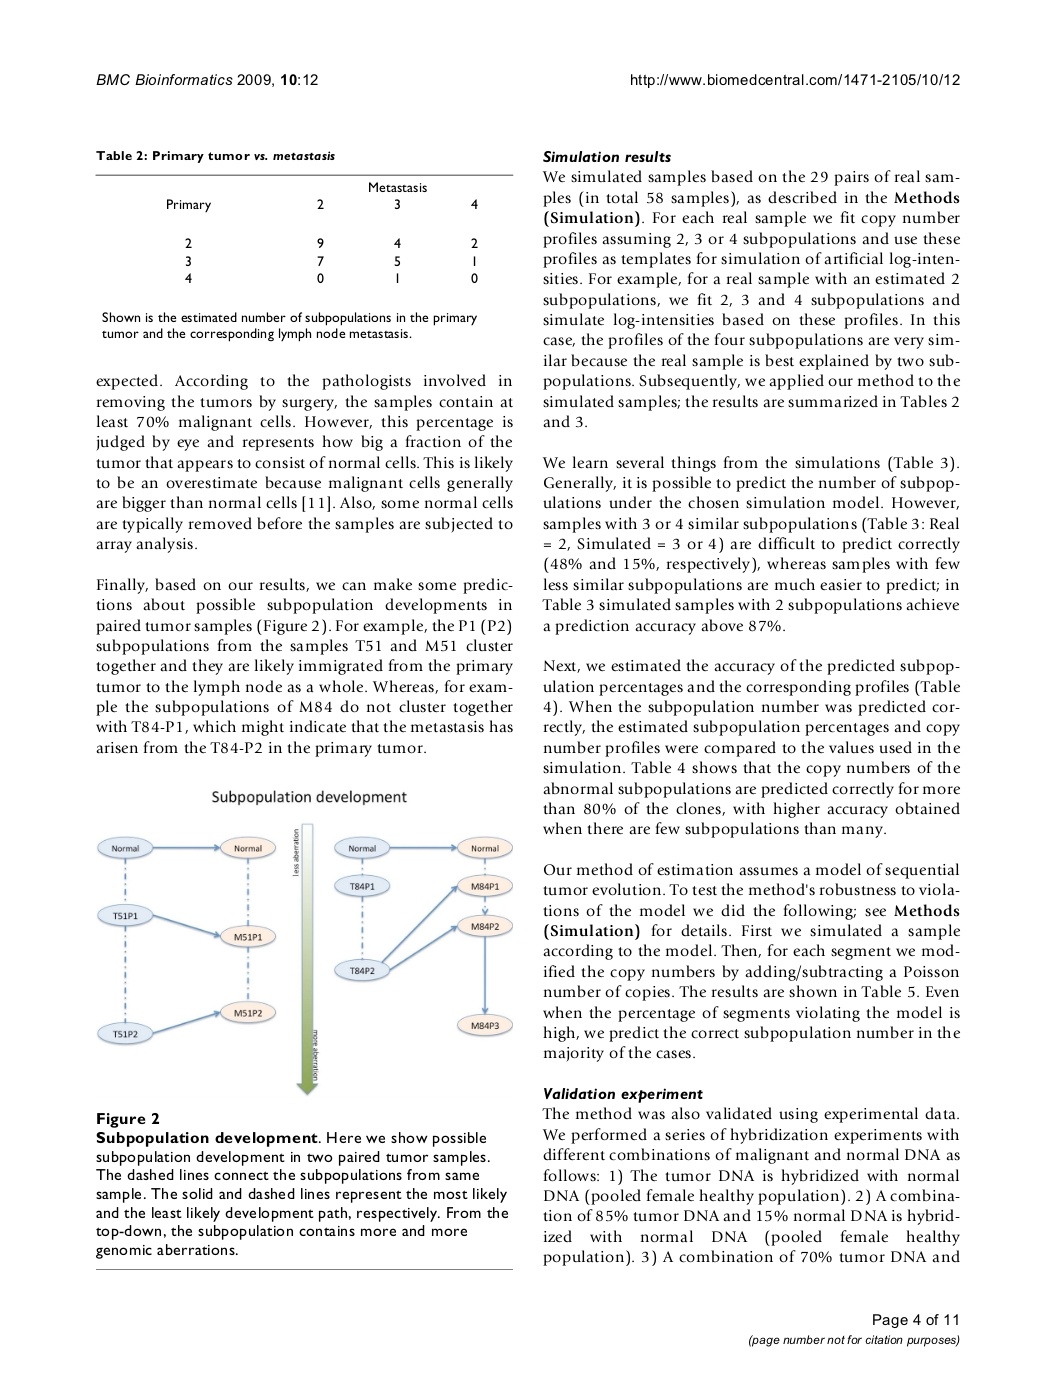 BMC Bioinformatics 2009, 10:12
http://www.biomedcentral.com/1471-2105/10/12
Table 2: Primary tumor vs. metastasis
Metastasis
Primary 2 3 4
2 9 4 2
3 7 5 1
4 0 1 0
Shown is the estimated number of subpopulations in the primary
tumor and the corresponding lymph node metastasis.
expected. According to the pathologists involved in
removing the tumors by surgery, the samples contain at
least 70% malignant cells. However, this percentage is
judged by eye and represents how big a fraction of the
tumor that appears to consist of normal cells. This is likely
to be an overestimate because malignant cells generally
are bigger than normal cells [11]. Also, some normal cells
are typically removed before the samples are subjected to
array analysis.
Finally, based on our results, we can make some predic-
tions about possible subpopulation developments in
paired tumor samples (Figure 2). For example, the P1 (P2)
subpopulations from the samples T51 and M51 cluster
together and they are likely immigrated from the primary
tumor to the lymph node as a whole. Whereas, for exam-
ple the subpopulations of M84 do not cluster together
with T84-P1, which might indicate that the metastasis has
arisen from the T84-P2 in the primary tumor.
Subpopulation development
less aberration
Normal
Normal
Normal
Normal
T84P1
M84P1
T51P1
M84P2
M51P1
T84P2
M51P2
M84P3
T51P2
more aberration
Figure 2
Subpopulation development. Here we show possible
subpopulation development in two paired tumor samples.
The dashed lines connect the subpopulations from same
sample. The solid and dashed lines represent the most likely
and the least likely development path, respectively. From the
top-down, the subpopulation contains more and more
genomic aberrations.
Simulation results
We simulated samples based on the 29 pairs of real sam-
ples (in total 58 samples), as described in the Methods
(Simulation). For each real sample we fit copy number
profiles assuming 2, 3 or 4 subpopulations and use these
profiles as templates for simulation of artificial log-inten-
sities. For example, for a real sample with an estimated 2
subpopulations, we fit 2, 3 and 4 subpopulations and
simulate log-intensities based on these profiles. In this
case, the profiles of the four subpopulations are very sim-
ilar because the real sample is best explained by two sub-
populations. Subsequently, we applied our method to the
simulated samples; the results are summarized in Tables 2
and 3.
We learn several things from the simulations (Table 3).
Generally, it is possible to predict the number of subpop-
ulations under the chosen simulation model. However,
samples with 3 or 4 similar subpopulations (Table 3: Real
= 2, Simulated = 3 or 4) are difficult to predict correctly
(48% and 15%, respectively), whereas samples with few
less similar subpopulations are much easier to predict; in
Table 3 simulated samples with 2 subpopulations achieve
a prediction accuracy above 87%.
Next, we estimated the accuracy of the predicted subpop-
ulation percentages and the corresponding profiles (Table
4). When the subpopulation number was predicted cor-
rectly, the estimated subpopulation percentages and copy
number profiles were compared to the values used in the
simulation. Table 4 shows that the copy numbers of the
abnormal subpopulations are predicted correctly for more
than 80% of the clones, with higher accuracy obtained
when there are few subpopulations than many.
Our method of estimation assumes a model of sequential
tumor evolution. To test the method's robustness to viola-
tions of the model we did the following; see Methods
(Simulation) for details. First we simulated a sample
according to the model. Then, for each segment we mod-
ified the copy numbers by adding/subtracting a Poisson
number of copies. The results are shown in Table 5. Even
when the percentage of segments violating the model is
high, we predict the correct subpopulation number in the
majority of the cases.
Validation experiment
The method was also validated using experimental data.
We performed a series of hybridization experiments with
different combinations of malignant and normal DNA as
follows: 1) The tumor DNA is hybridized with normal
DNA (pooled female healthy population). 2) A combina-
tion of 85% tumor DNA and 15% normal DNA is hybrid-
ized with normal DNA (pooled female healthy
population). 3) A combination of 70% tumor DNA and
Page 4 of 11
(page number not for citation purposes)